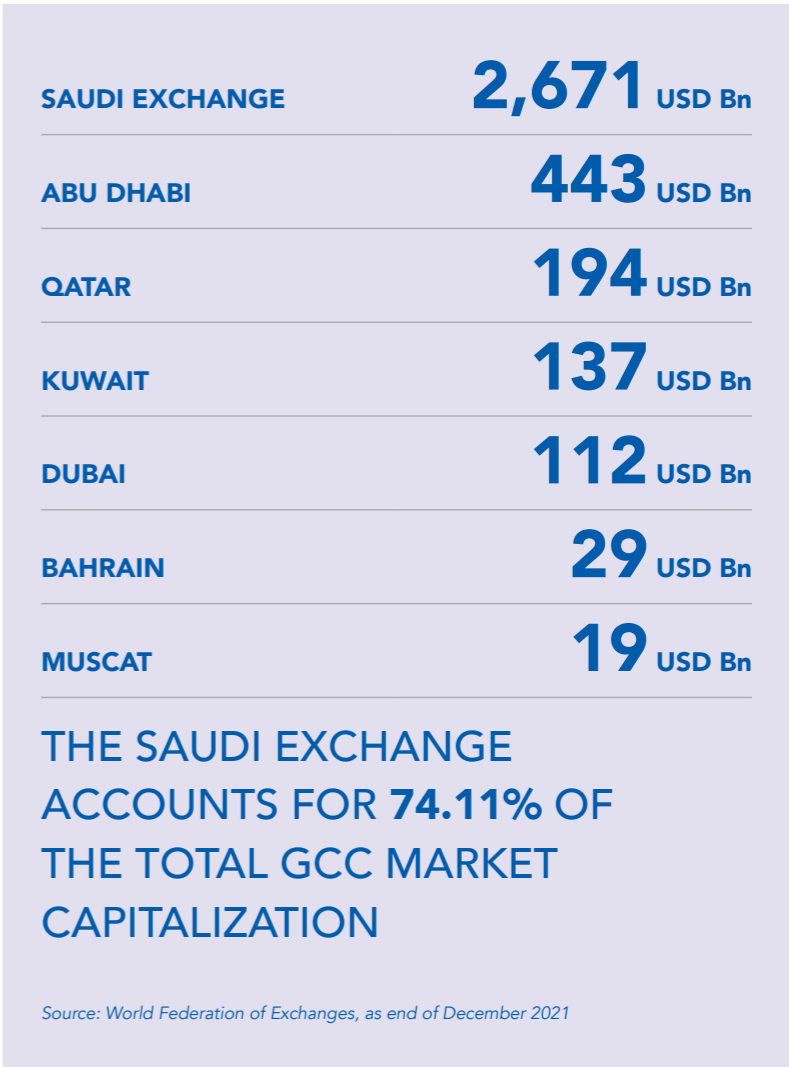 SAUDI EXCHANGE 2,671 USD Bn
ABU DHABI 443 USD Bn
QATAR 194 USD Bn
KUWAIT 137 USD Bn
DUBAI 112 USD Bn
BAHRAIN 29 USD Bn
MUSCAT 19 USD Bn
THE SAUDI EXCHANGE
ACCOUNTS FOR 74.11% OF
THE TOTAL GCC MARKET
CAPITALIZATION
Source: World Federation of Exchanges, as end of December 2021